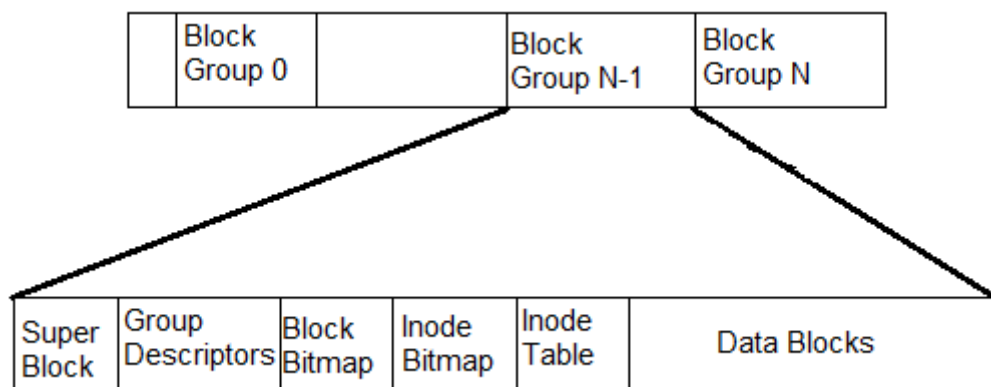 Block
Group 0
Block
Group N-1
Block
Group N
Super
Block
Group
Descriptors
Block
Bitmap
Inode
Bitmap
Inode
Table
Data Blocks